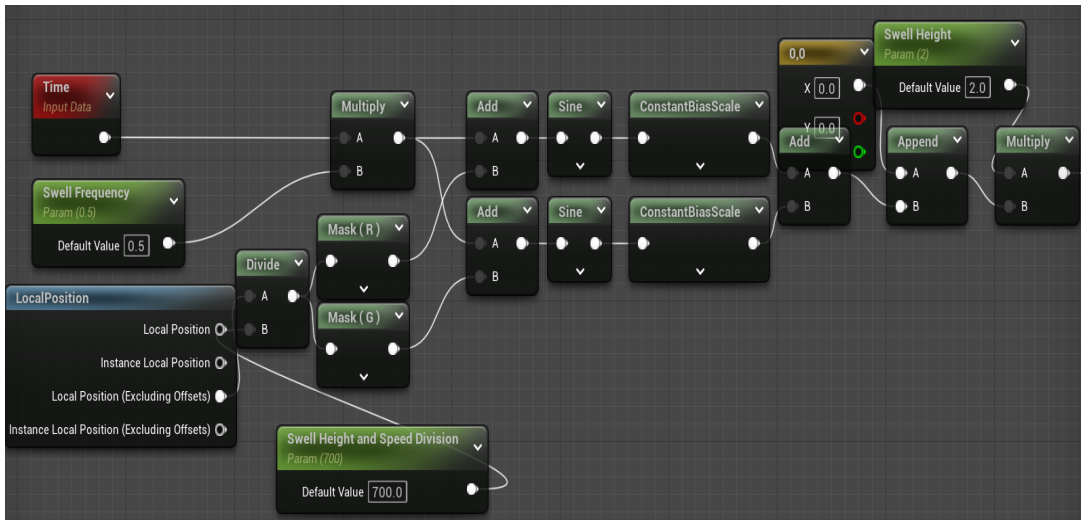 Time
Input Data
Swell Frequency
Param (0.5)
Default Value 0.5
LocalPosition
Local Position
Instance Local Position
Local Position (Excluding Offsets)
Instance Local Position (Excluding Offsets)
Divide
A
B
Mask ( R )
Mask ( G )
Swell Height and Speed Division
Param (700)
Default Value 700.0
Multiply
A
B
Add
A
B
Add
A
B
Sine
Sine
ConstantBiasScale
ConstantBiasScale
0,0
X 0.0
Y 0.0
Add
A
B
Swell Height
Param (2)
Default Value 2.0
Append
A
B
Multiply
A
B